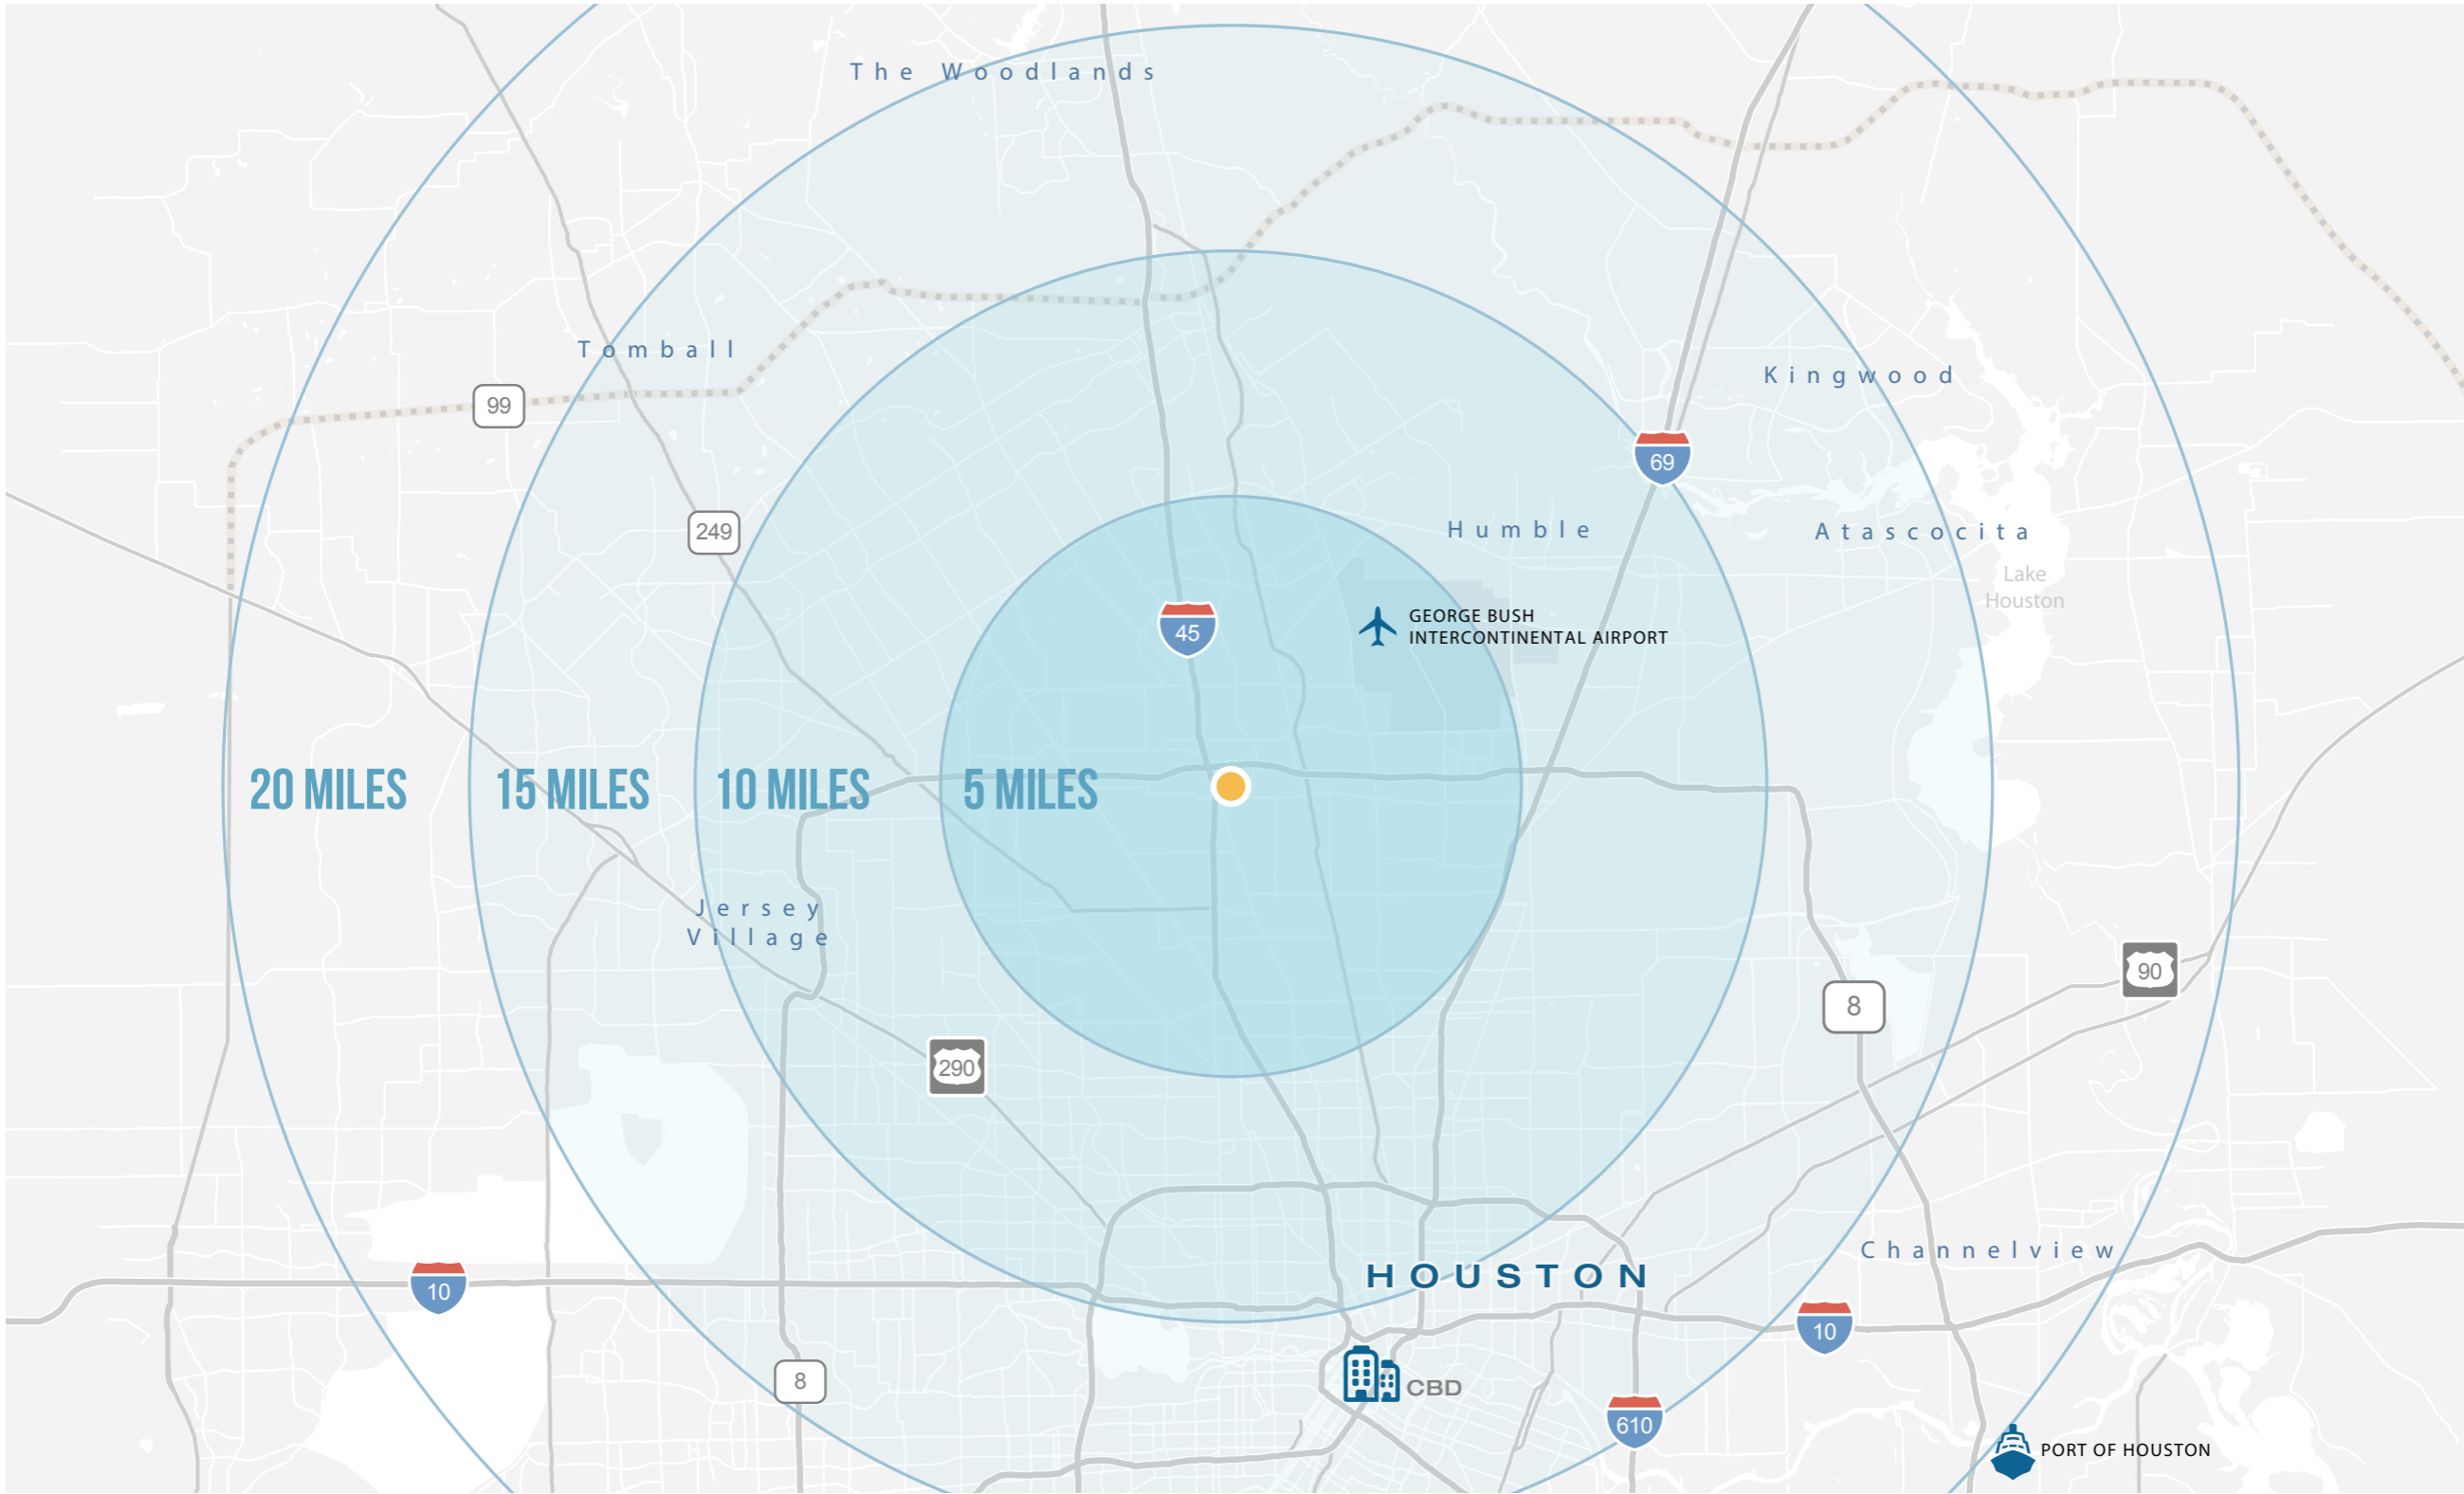 The Woodlands
Tomball
Kingwood
99
69
249
Humble
Atascocita
Lake
Houston
45
GEORGE BUSH
INTERCONTINENTAL AIRPORT
20 MILES
15 MILES
10 MILES
5 MILES
Jersey
Village
90
8
290
Channelview
HOUSTON
10
10
8
CBD
610
PORT OF HOUSTON